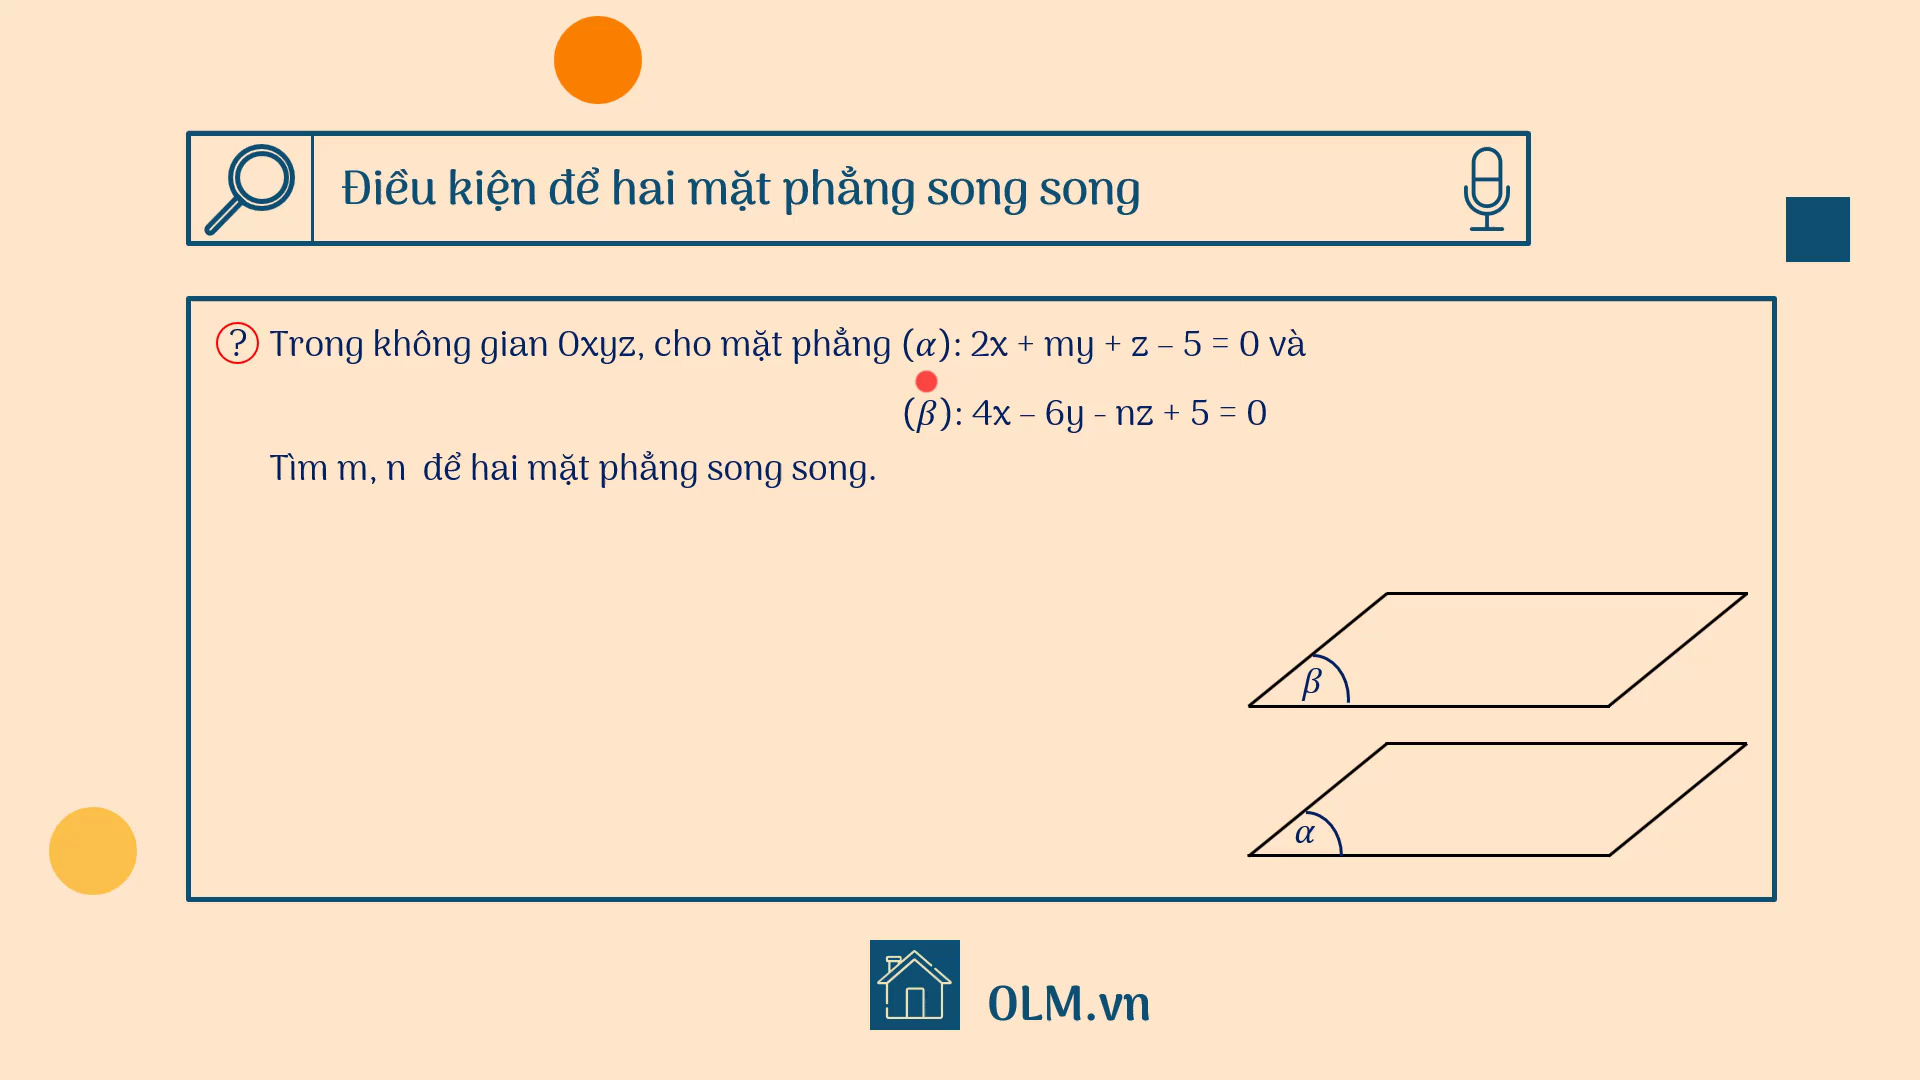 Điều kiện để hai mặt phẳng song song
? Trong không gian Oxyz, cho mặt phẳng (α): 2x + my + z – 5 = 0 và
(β): 4x – 6y - nz + 5 = 0
Tìm m, n để hai mặt phẳng song song.
β
α
OLM.vn